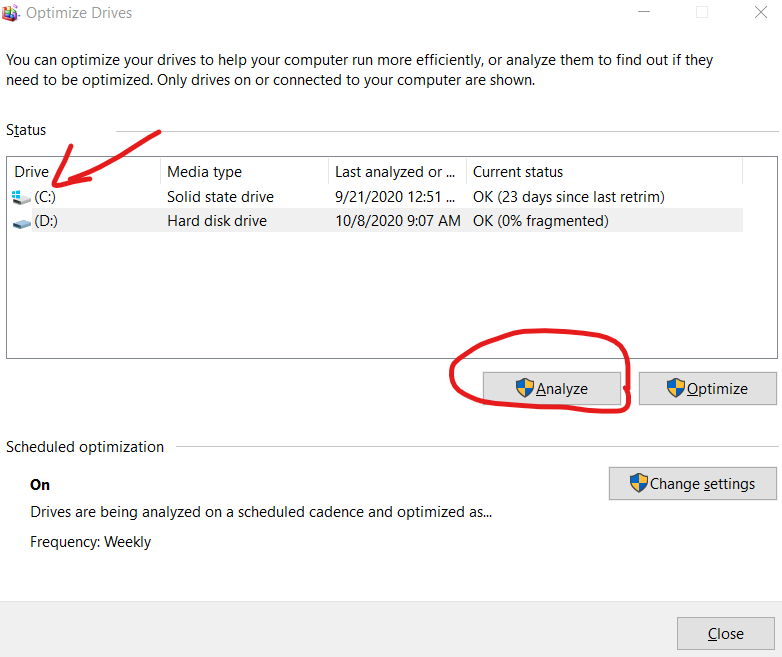 Optimize Drives
You can optimize your drives to help your computer run more efficiently, or analyze them to find out if they
need to be optimized. Only drives on or connected to your computer are shown.
Status
Drive Media type Last analyzed or ... Current status
(C:) Solid state drive 9/21/2020 12:51 ... OK (23 days since last retrim)
(D:) Hard disk drive 10/8/2020 9:07 AM OK (0% fragmented)
Analyze Optimize
Scheduled optimization
On
Change settings
Drives are being analyzed on a scheduled cadence and optimized as...
Frequency: Weekly
Close